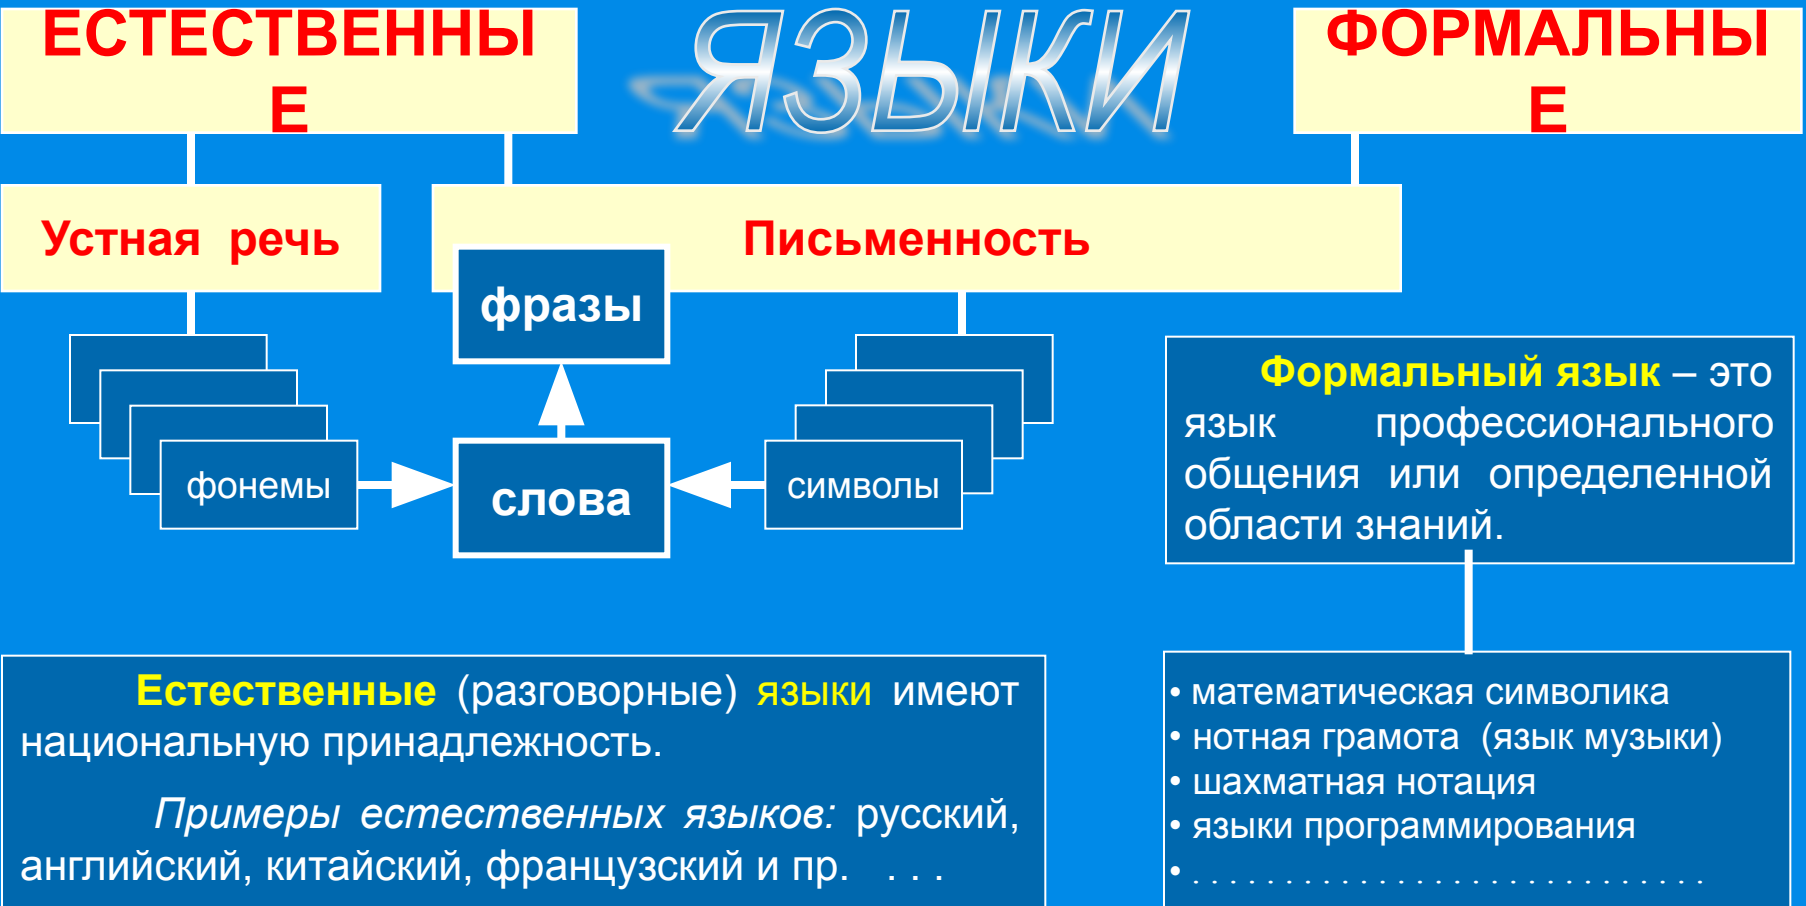 ЕСТЕСТВЕННЫ
Е
ЯЗЫКИ
ФОРМАЛЬНЫ
Е
Устная речь
Письменность
фразы
слова
фонемы
символы
Формальный язык – это
язык профессионального
общения или определенной
области знаний.
Естественные (разговорные) языки имеют
национальную принадлежность.
Примеры естественных языков: русский,
английский, китайский, французский и пр. . . .
• математическая символика
• нотная грамота (язык музыки)
• шахматная нотация
• языки программирования
• . . . . . . . . . . . . . . . . . . . . . . . . . . . .